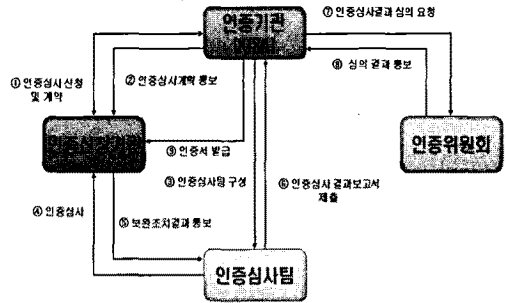 ⑦ 인증심사결과 심의 요청
인증기관
⑧ 심의 결과 통보
① 인증심사 신청
및 계약
② 인증심사계획 통보
인증위원회
⑨ 인증서 발급
③ 인증심사팀 구성
⑥ 인증심사 결과보고서
제출
④ 인증심사
⑤ 보완조치결과 통보
인증심사팀